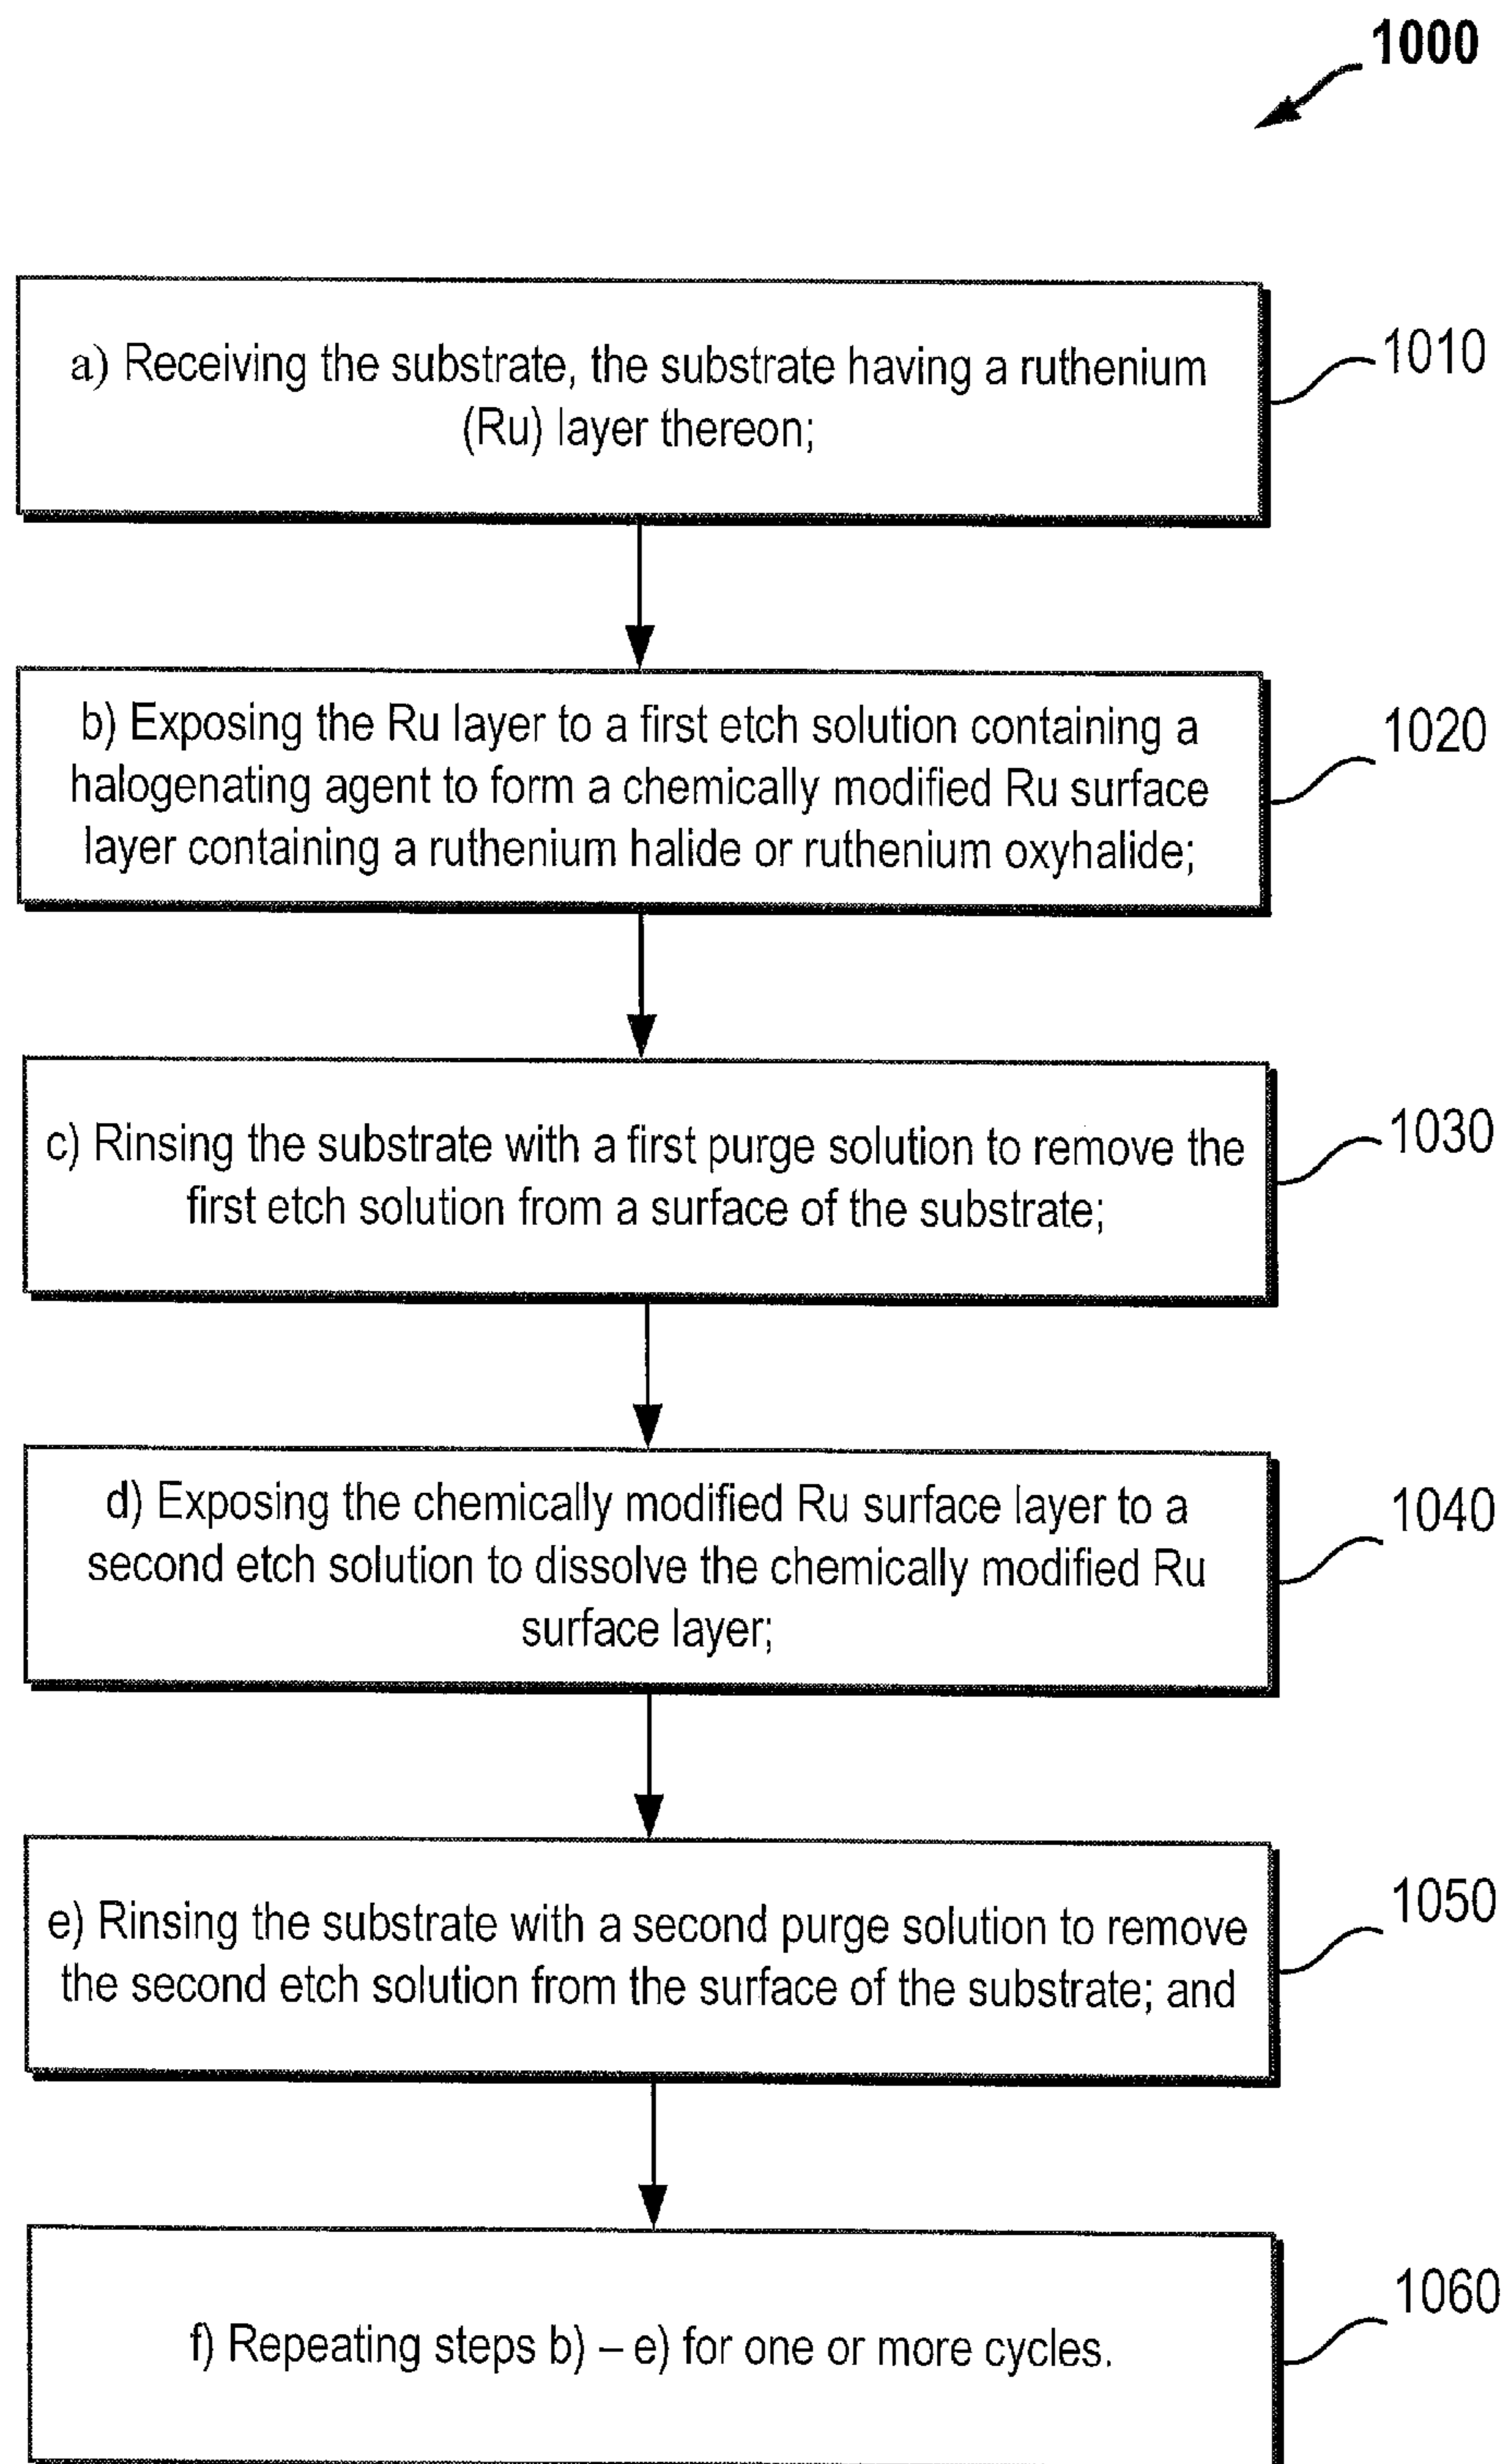 1000
a) Receiving the substrate, the substrate having a ruthenium
(Ru) layer thereon;
1010
b) Exposing the Ru layer to a first etch solution containing a
halogenating agent to form a chemically modified Ru surface
layer containing a ruthenium halide or ruthenium oxyhalide;
1020
c) Rinsing the substrate with a first purge solution to remove the
first etch solution from a surface of the substrate;
1030
d) Exposing the chemically modified Ru surface layer to a
second etch solution to dissolve the chemically modified Ru
surface layer;
1040
e) Rinsing the substrate with a second purge solution to remove
the second etch solution from the surface of the substrate; and
1050
f) Repeating steps b) – e) for one or more cycles.
1060